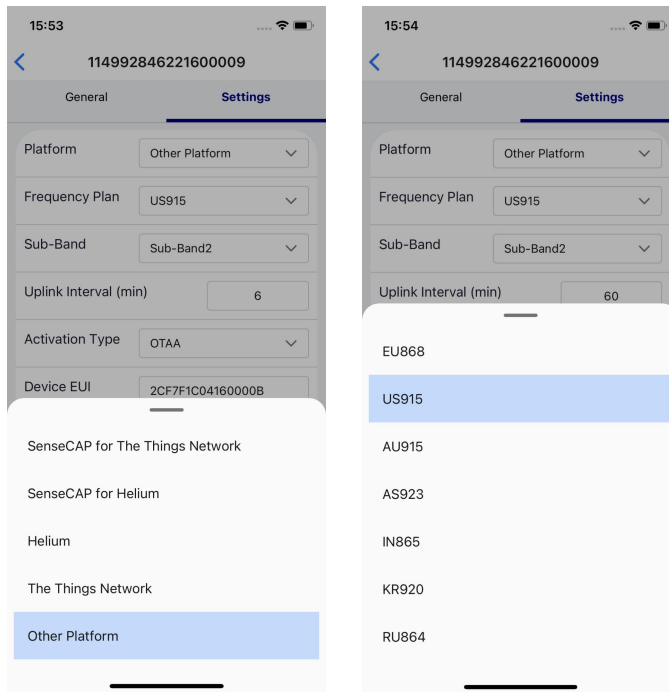 15:53
114992846221600009
General Settings
Platform Other Platform
Frequency Plan US915
Sub-Band Sub-Band2
Uplink Interval (min) 6
Activation Type OTAA
Device EUI 2CF7F1C04160000B
SenseCAP for The Things Network
SenseCAP for Helium
Helium
The Things Network
Other Platform
15:54
114992846221600009
General Settings
Platform Other Platform
Frequency Plan US915
Sub-Band Sub-Band2
Uplink Interval (min) 60
EU868
US915
AU915
AS923
IN865
KR920
RU864